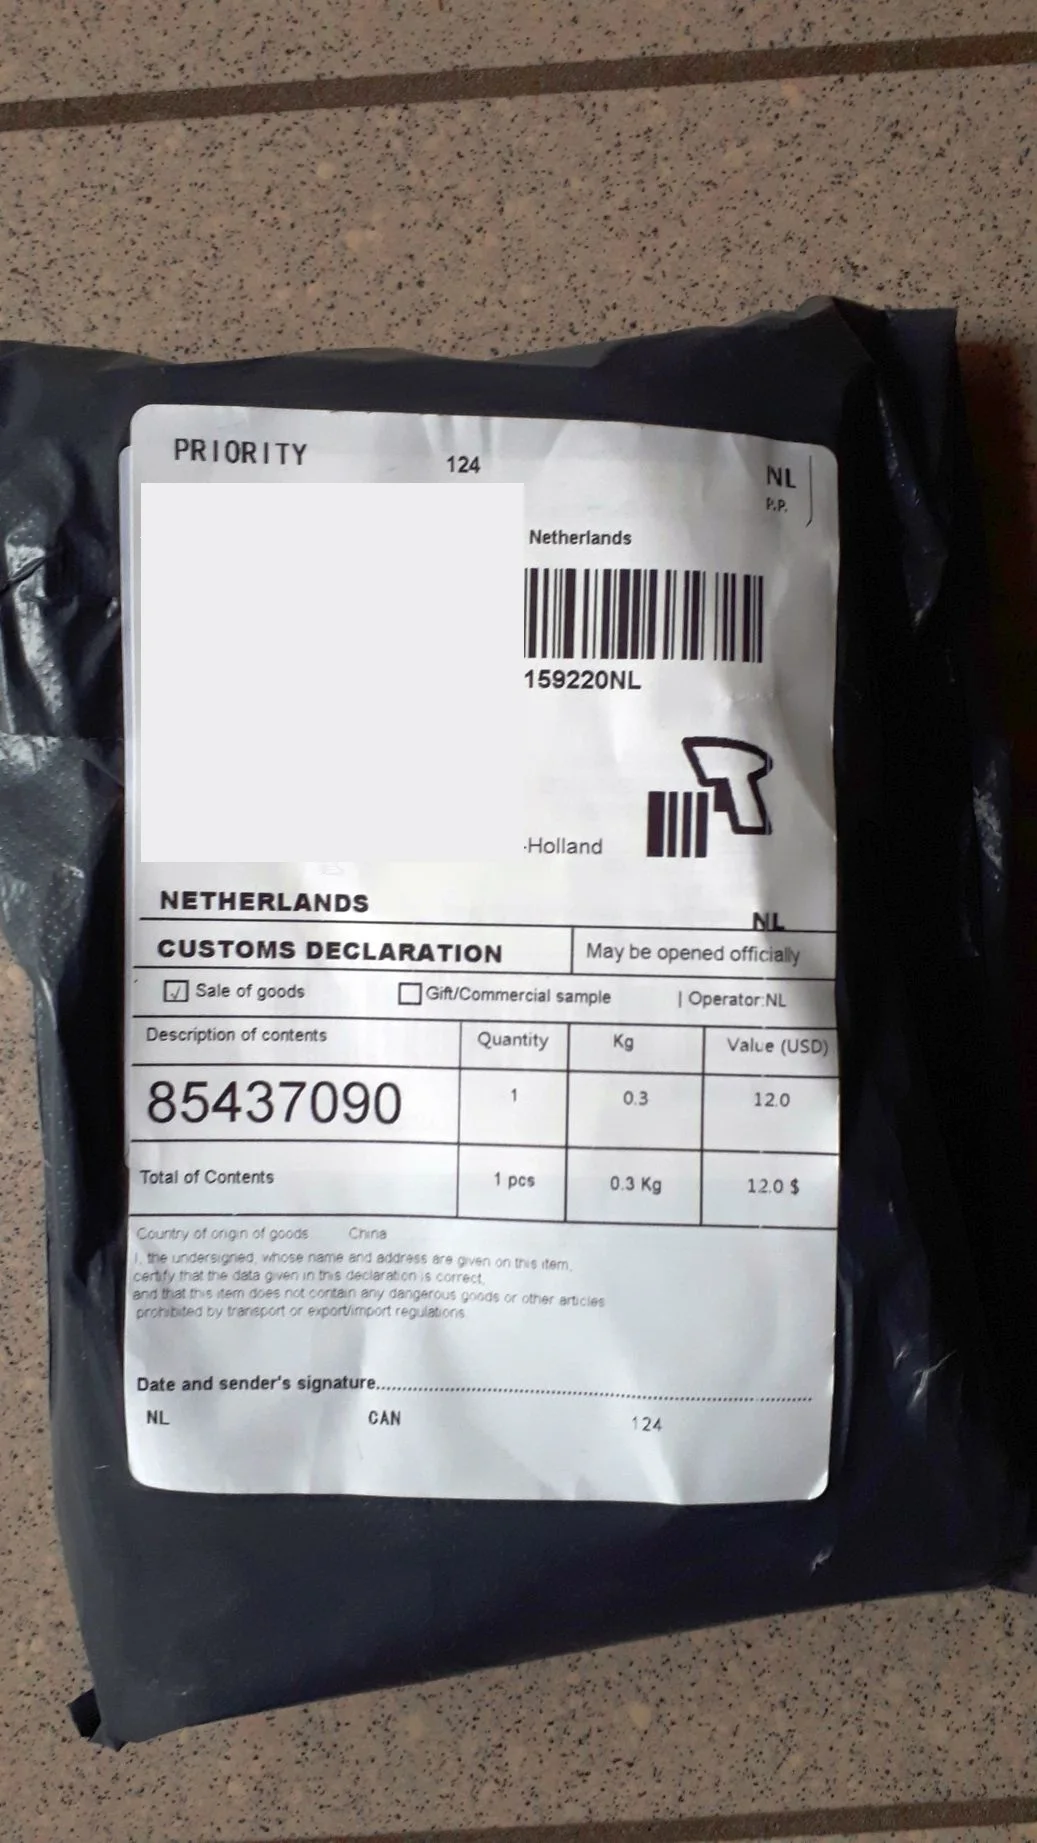 PRIORITY 124 NL
P.P.
Netherlands
159220NL
-Holland
NETHERLANDS
NL
CUSTOMS DECLARATION May be opened officially
Sale of goods Gift/Commercial sample | Operator:NL
Description of contents Quantity Kg Value (USD)
85437090 1 0.3 12.0
Total of Contents 1 pcs 0.3 Kg 12.0 $
Country of origin of goods China
I, the undersigned, whose name and address are given on this item,
certify that the data given in this declaration is correct,
and that this item does not contain any dangerous goods or other articles
prohibited by transport or export/import regulations.
Date and sender's signature................................................................
NL CAN 124